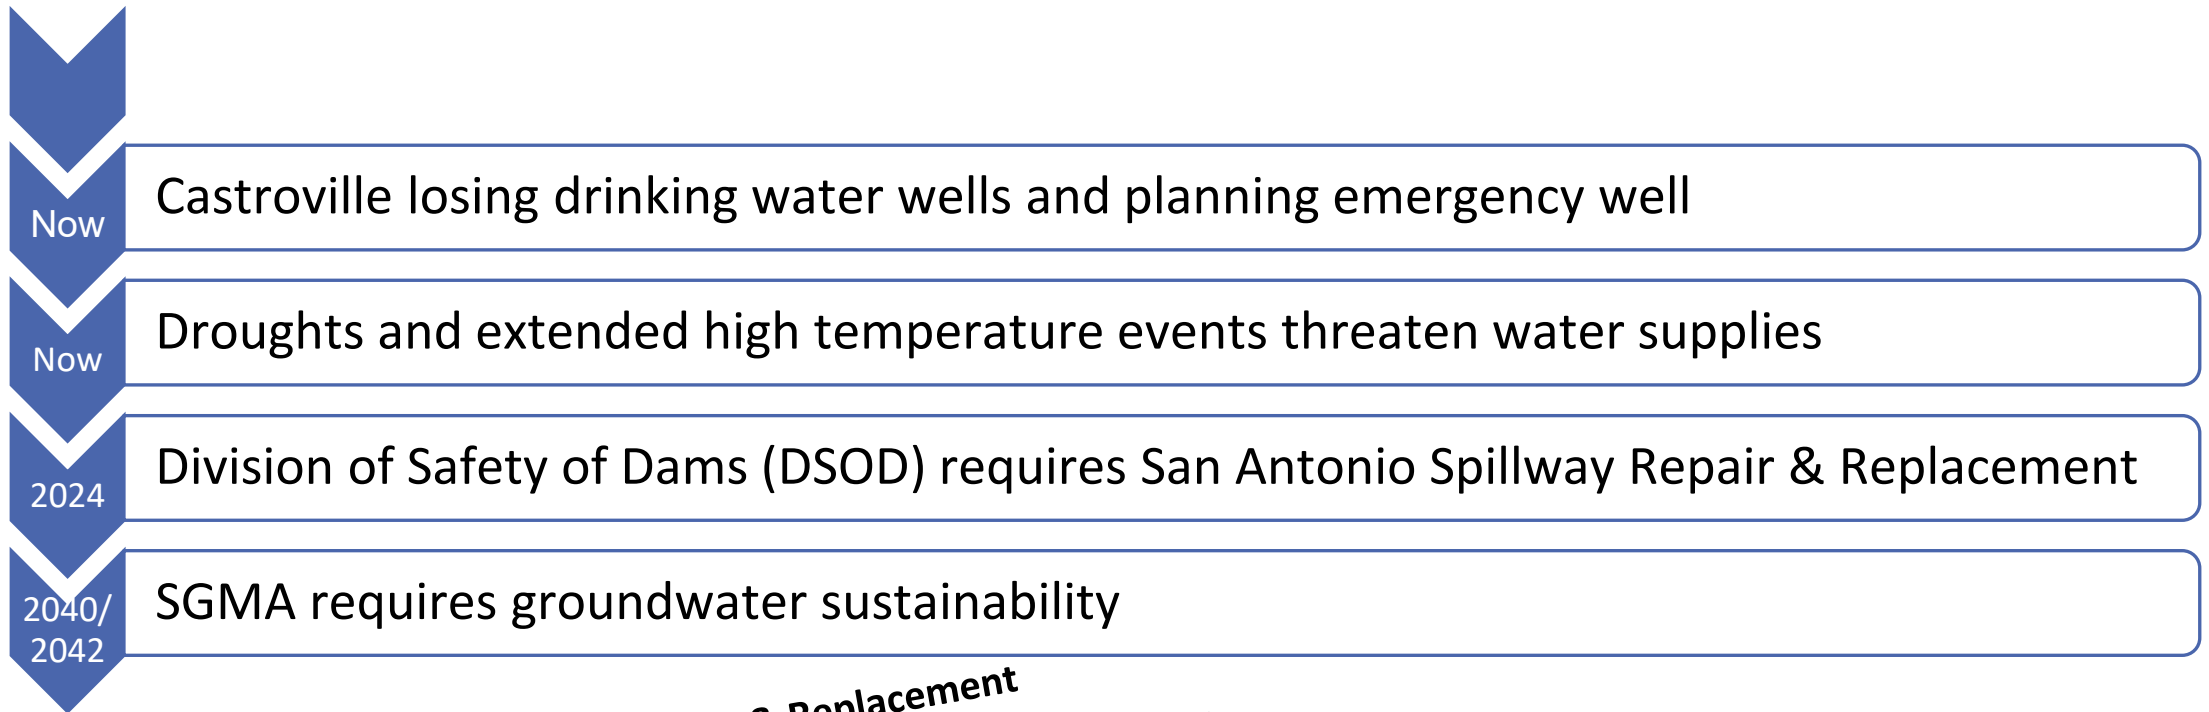 Now
Castroville losing drinking water wells and planning emergency well
Now
Droughts and extended high temperature events threaten water supplies
2024
Division of Safety of Dams (DSOD) requires San Antonio Spillway Repair & Replacement
2040/
2042
SGMA requires groundwater sustainability
& Replacement